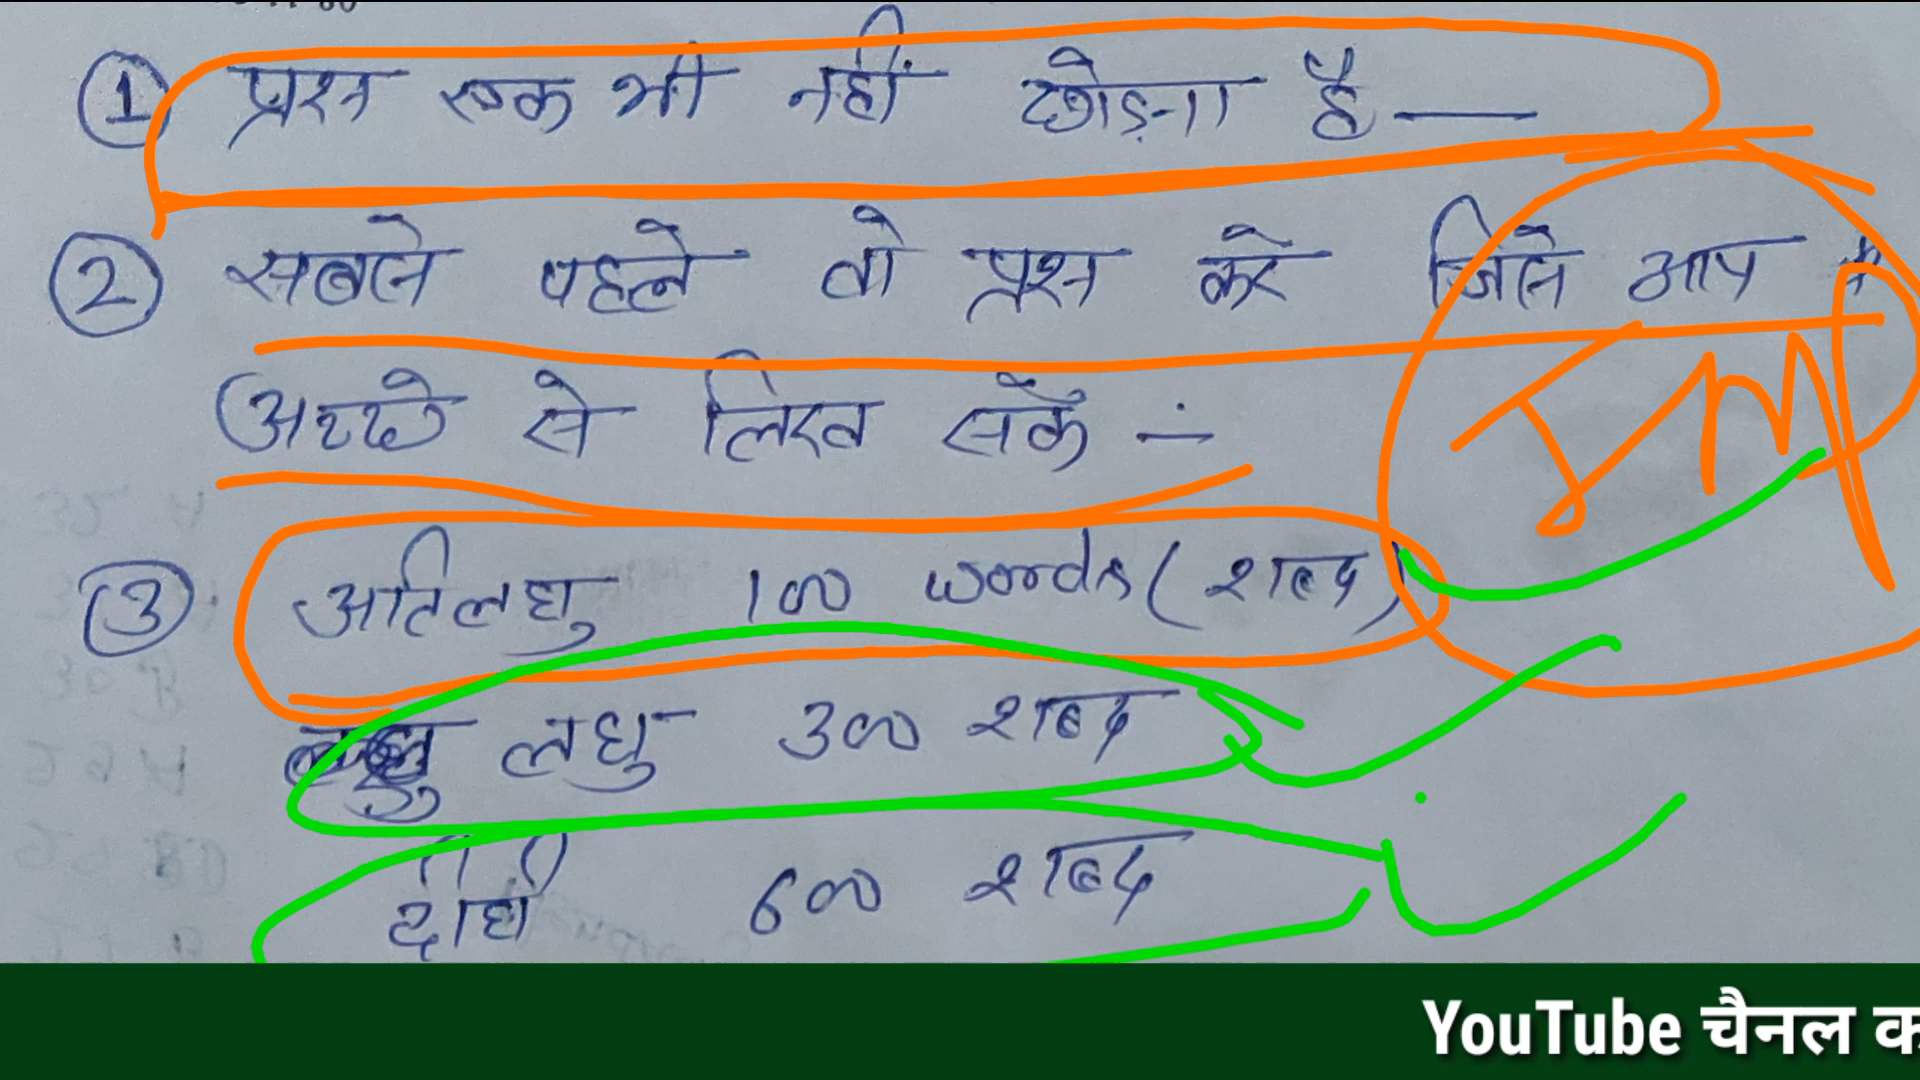 ① प्रश्न एक भी नहीं छोड़ना है —
② सबसे पहले वो प्रश्न करे जिसे आप
अच्छे से लिख सकें :-
IMP
③ अतिलघु 100 words (शब्द)
लघु 300 शब्द
दीर्घ 600 शब्द
YouTube चैनल क